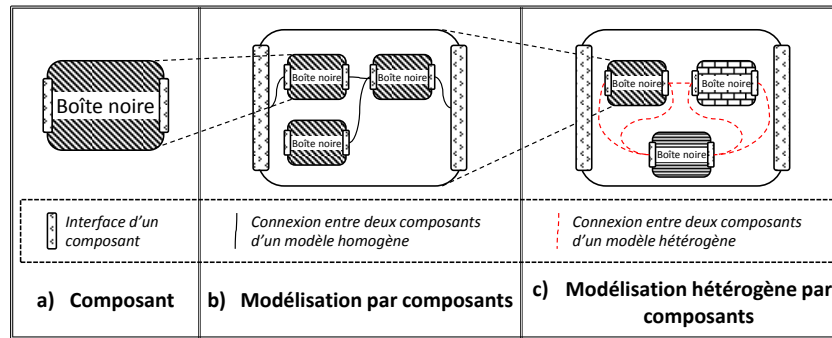 Boîte noire
Boîte noire
Boîte noire
Boîte noire
Boîte noire
Boîte noire
Boîte noire
Interface d'un
composant
Connexion entre deux composants
d'un modèle homogène
Connexion entre deux composants
d'un modèle hétérogène
a) Composant
b) Modélisation par composants
c) Modélisation hétérogène par
composants